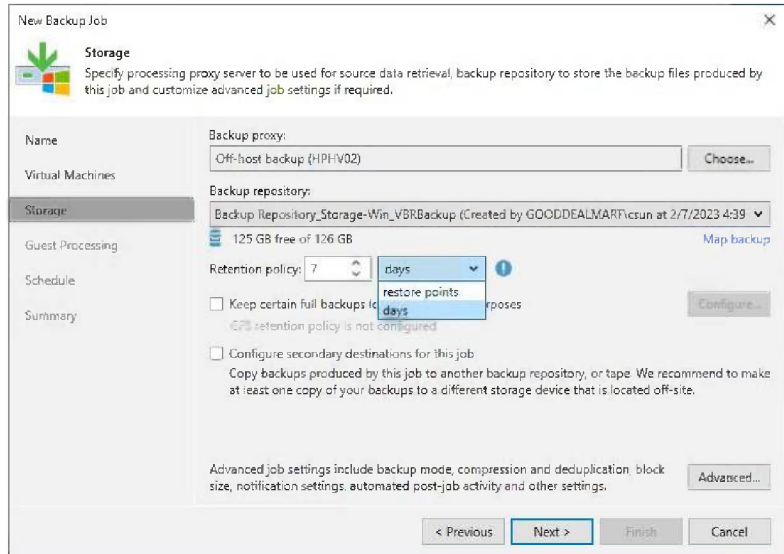 New Backup Job
Storage
Specify processing proxy server to be used for source data retrieval, backup repository to store the backup files produced by
this job and customize advanced job settings if required.
Name
Virtual Machines
Storage
Guest Processing
Schedule
Summary
Backup proxy:
Off-host backup (HPHV02)
Choose...
Backup repository:
Backup Repository_Storage-Win_VBRBackup (Created by GOODDEALMART\csun at 2/7/2023 4:39
125 GB free of 126 GB
Map backup
Retention policy: 7 days
restore points
days
Keep certain full backups rposes
Configure...
GFS retention policy is not configured
Configure secondary destinations for this job
Copy backups produced by this job to another backup repository, or tape. We recommend to make
at least one copy of your backups to a different storage device that is located off-site.
Advanced job settings include backup mode, compression and deduplication, block
size, notification settings, automated post-job activity and other settings.
Advanced...
< Previous
Next >
Finish
Cancel